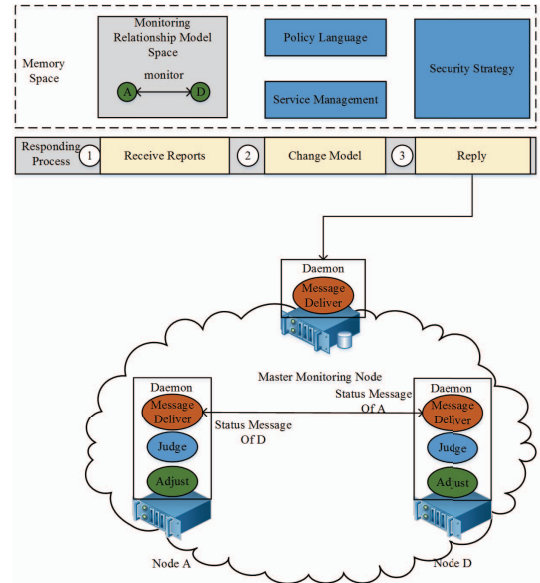 Monitoring
Relationship Model
Space
monitor
A
D
Memory
Space
Policy Language
Service Management
Security
Strategy
Responding
Process
1
Receive Reports
2
Change Model
3
Reply
Daemon
Message
Deliver
Master Monitoring Node
Daemon
Message
Deliver
Judge
Adjust
Node A
Status Message
Of D
Status Message
Of A
Daemon
Message
Deliver
Judge
Adjust
Node D